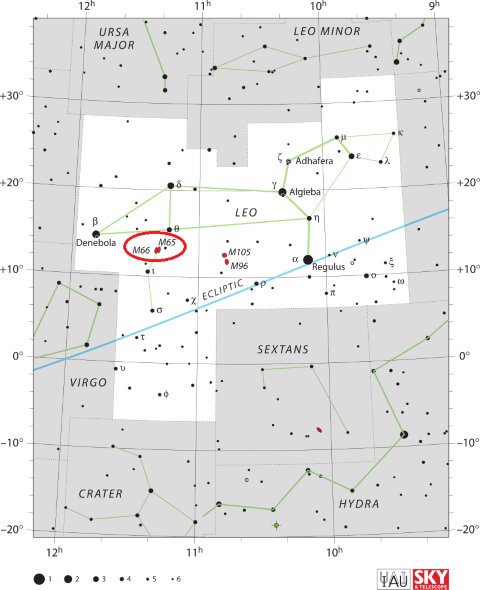 12h
11h
10h
9h
URSA
MAJOR
LEO MINOR
+30°
+30°
μ
κ
ζ
Adhafera
ε
λ
γ
δ
+20°
+20°
Algieba
β
LEO
η
θ
Denebola
M65
M66
ψ
M105
α
ν
ξ
+10°
ι
M96
Regulus
ο
+10°
ECLIPTIC
ρ
π
ω
χ
σ
τ
SEXTANS
0°
0°
υ
VIRGO
φ
−10°
−10°
CRATER
HYDRA
−20°
−20°
12h
11h
10h
1 2 3 4 5 6
IAU
SKY
& TELESCOPE